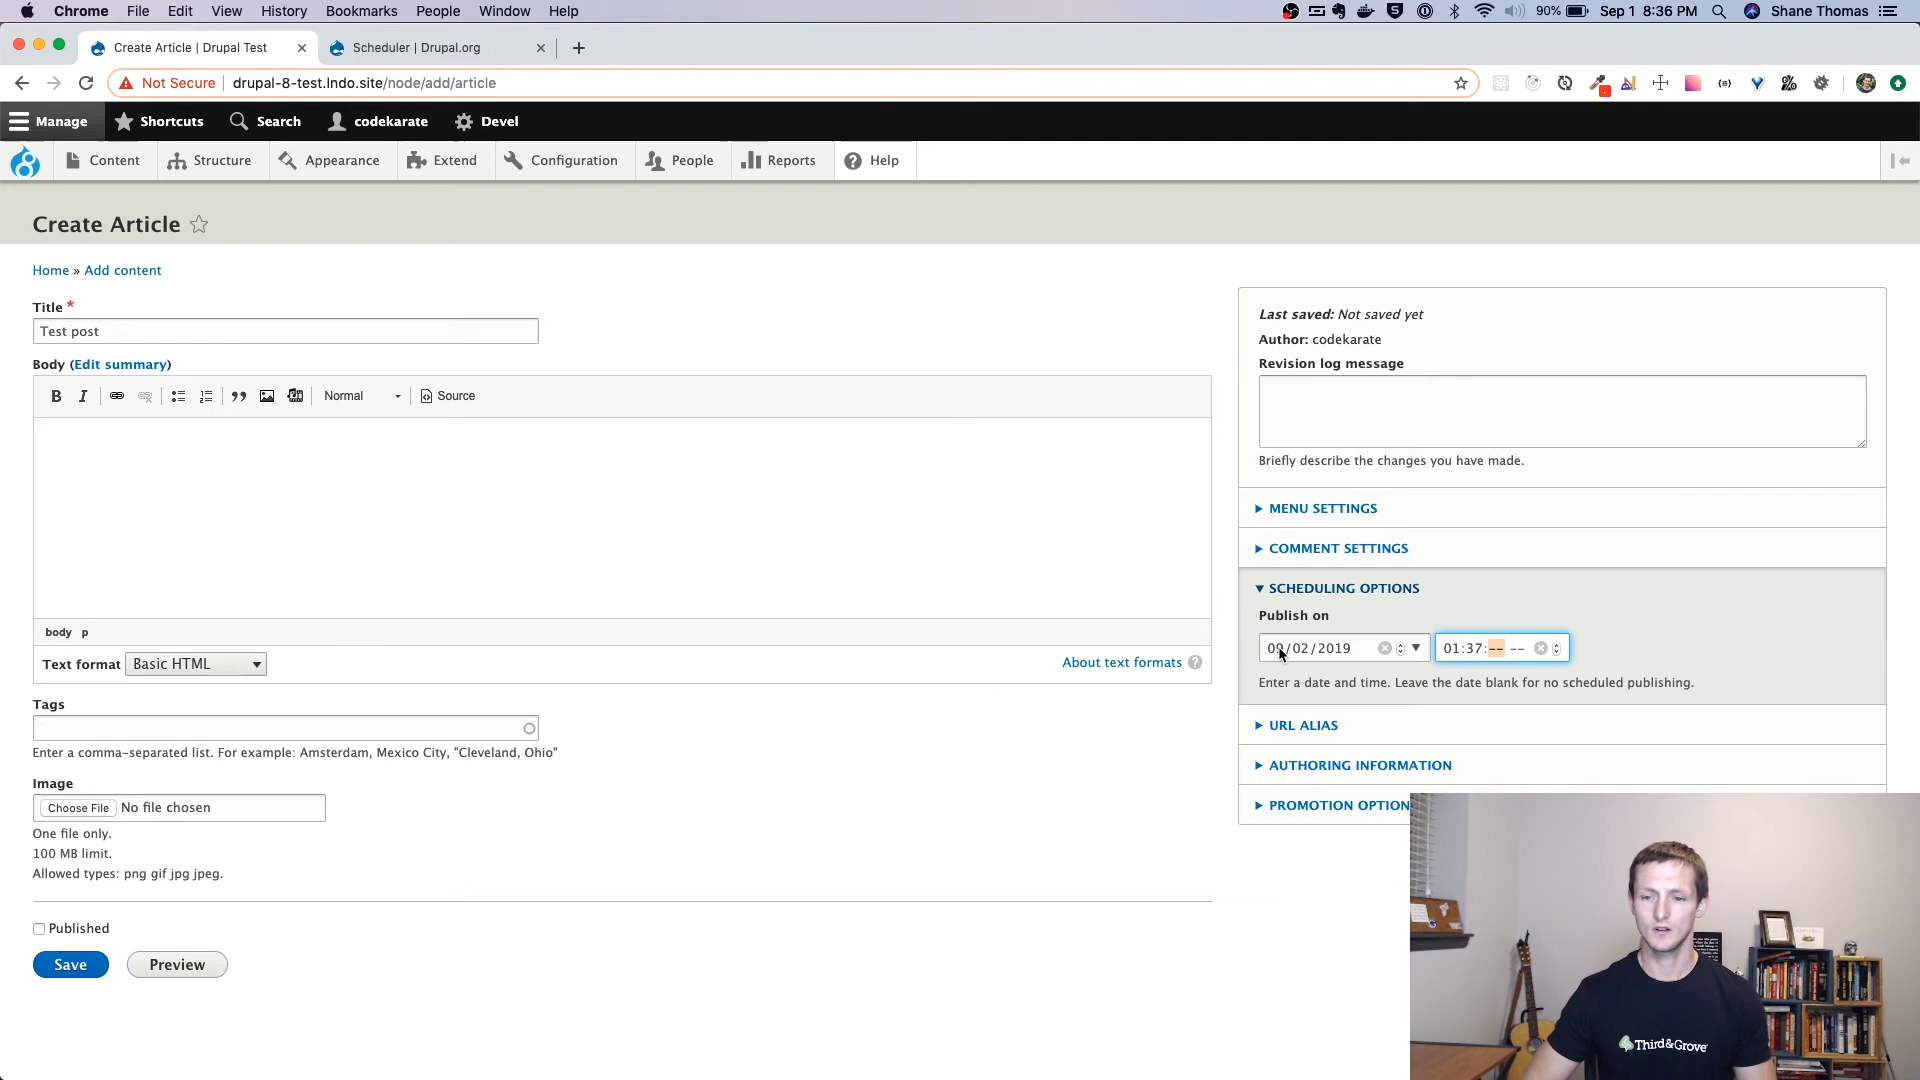 Chrome File Edit View History Bookmarks People Window Help 90% Sep 1 8:36 PM Shane Thomas
Create Article | Drupal Test Scheduler | Drupal.org
Not Secure drupal-8-test.lndo.site/node/add/article
Manage Shortcuts Search codekarate Devel
Content Structure Appearance Extend Configuration People Reports Help
Create Article
Home » Add content
Title *
Test post
Body (Edit summary)
B I Normal Source
body p
Text format Basic HTML
About text formats
Tags
Enter a comma-separated list. For example: Amsterdam, Mexico City, "Cleveland, Ohio"
Image
Choose File No file chosen
One file only.
100 MB limit.
Allowed types: png gif jpg jpeg.
Published
Save Preview
Last saved: Not saved yet
Author: codekarate
Revision log message
Briefly describe the changes you have made.
MENU SETTINGS
COMMENT SETTINGS
SCHEDULING OPTIONS
Publish on
09/02/2019 01:37:-- --
Enter a date and time. Leave the date blank for no scheduled publishing.
URL ALIAS
AUTHORING INFORMATION
PROMOTION OPTION
Third&Grove